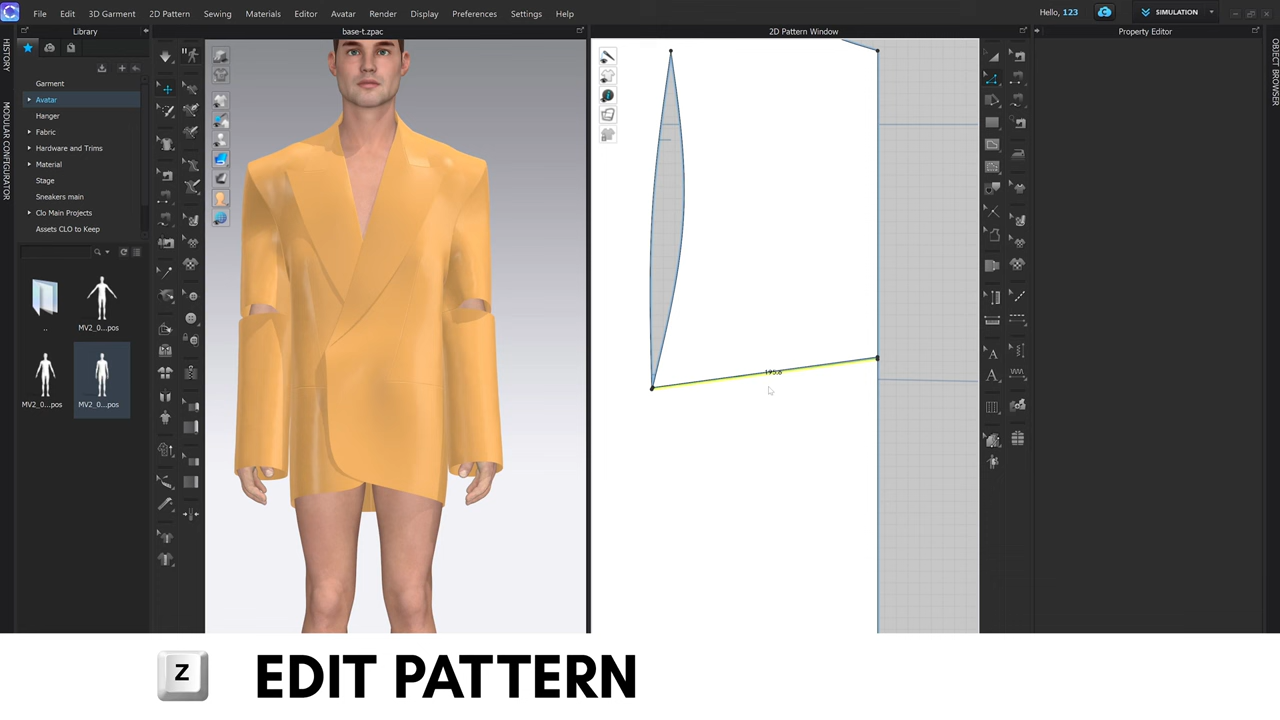 File Edit 3D Garment 2D Pattern Sewing Materials Editor Avatar Render Display Preferences Settings Help
Hello, 123
SIMULATION
Library
base-t.zpac
2D Pattern Window
Property Editor
HISTORY
MODULAR CONFIGURATOR
OBJECT BROWSER
Garment
Avatar
Hanger
Fabric
Hardware and Trims
Material
Stage
Sneakers main
Clo Main Projects
Assets CLO to Keep
..
MV2_0...pos
MV2_0...pos
MV2_0...pos
195.6
Z
EDIT PATTERN